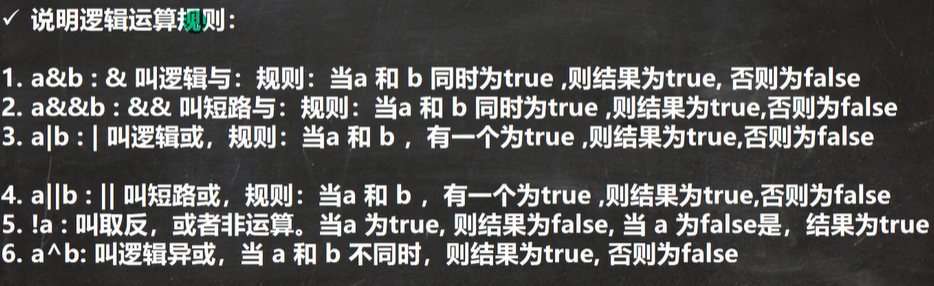 ✓ 说明逻辑运算规则：
1. a&b : & 叫逻辑与：规则：当a 和 b 同时为true ,则结果为true, 否则为false
2. a&&b : && 叫短路与：规则：当a 和 b 同时为true ,则结果为true,否则为false
3. a|b : | 叫逻辑或，规则：当a 和 b ，有一个为true ,则结果为true,否则为false
4. a||b : || 叫短路或，规则：当a 和 b ，有一个为true ,则结果为true,否则为false
5. !a : 叫取反，或者非运算。当a 为true, 则结果为false, 当 a 为false是，结果为true
6. a^b: 叫逻辑异或，当 a 和 b 不同时，则结果为true, 否则为false